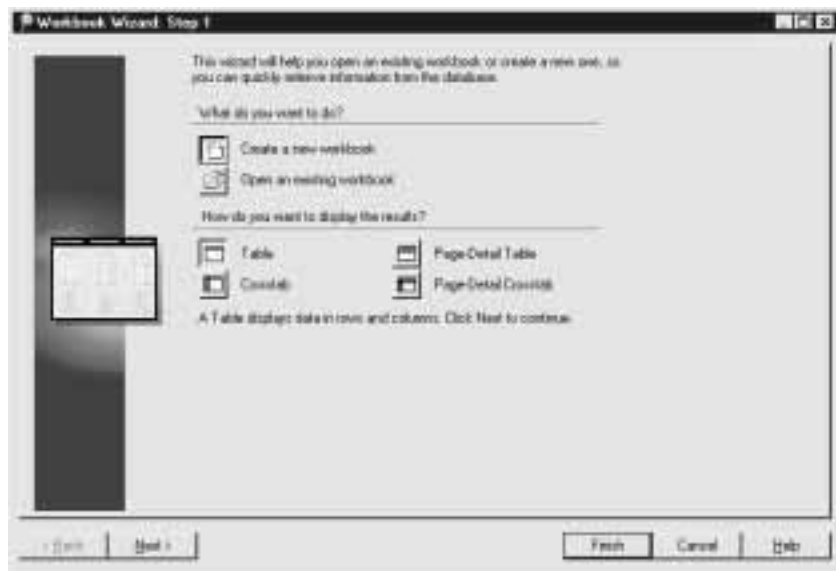 Workbook Wizard: Step 1
This wizard will help you open an existing workbook or create a new one, so
you can quickly retrieve information from the database.
What do you want to do?
Create a new workbook
Open an existing workbook
How do you want to display the results?
Table
Page-Detail Table
Crosstab
Page-Detail Crosstab
A Table displays data in rows and columns. Click Next to continue.
< Back
Next >
Finish
Cancel
Help